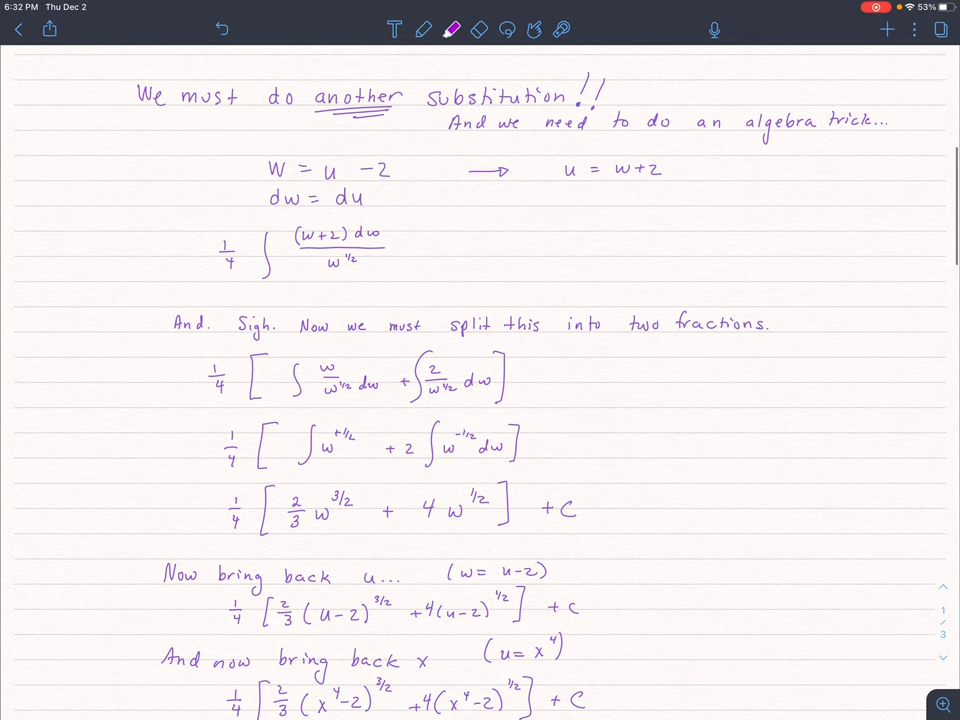 6:32 PM Thu Dec 2
53%
T
We must do another substitution!!
And we need to do an algebra trick...
W = u - 2 → u = w+2
dw = du
1/4 ∫ (w+2) dw / w^1/2
And. Sigh. Now we must split this into two fractions.
1/4 [ ∫ w/w^1/2 dw + ∫ 2/w^1/2 dw ]
1/4 [ ∫ w^+1/2 + 2 ∫ w^-1/2 dw ]
1/4 [ 2/3 w^3/2 + 4 w^1/2 ] + C
Now bring back u... (w = u-2)
1/4 [ 2/3 (u-2)^3/2 + 4(u-2)^1/2 ] + C
And now bring back x (u = x^4)
1/4 [ 2/3 (x^4-2)^3/2 + 4(x^4-2)^1/2 ] + C
1
/
3